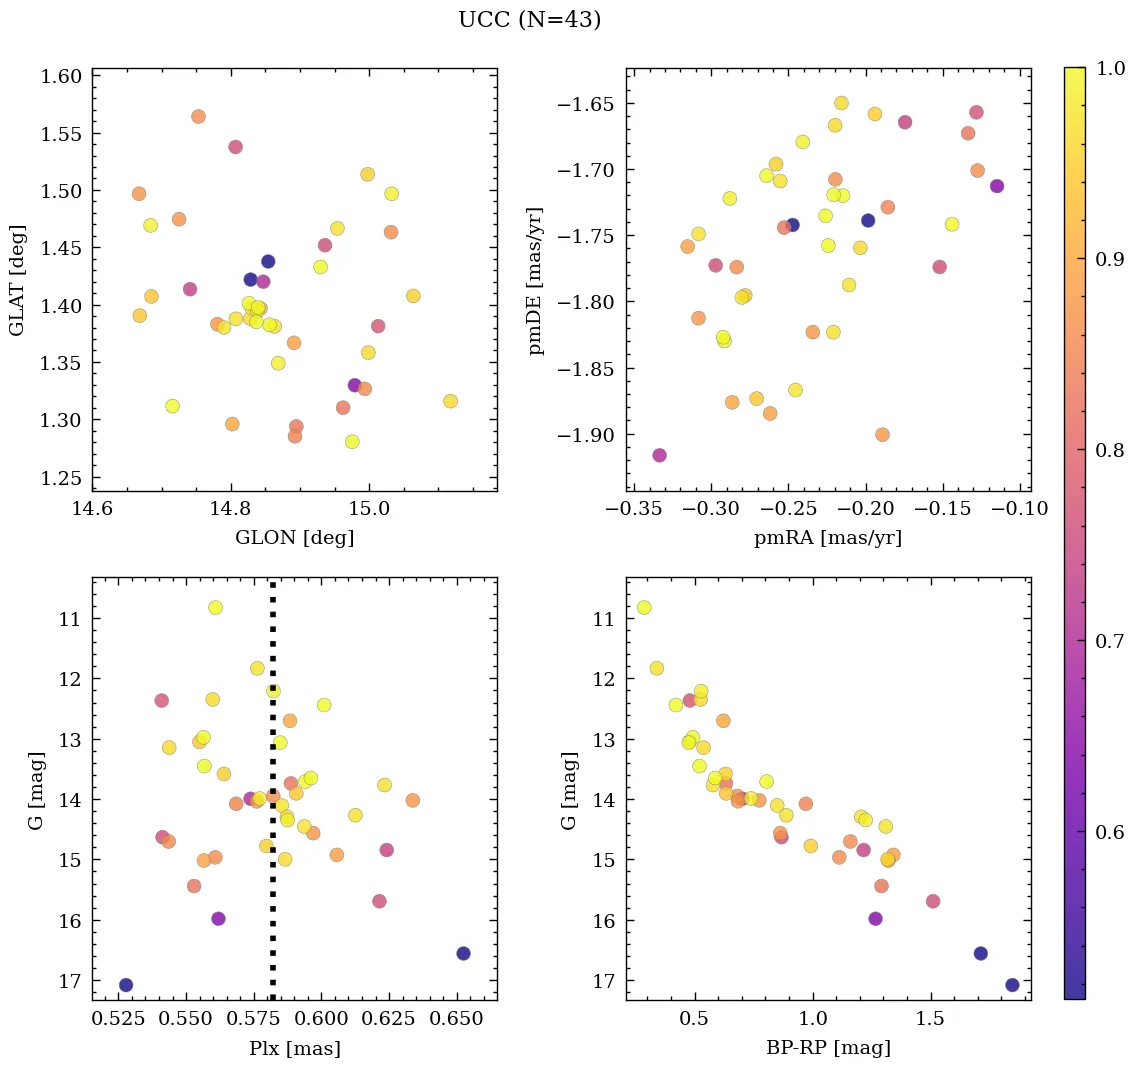 UCC (N=43)
1.60
1.55
1.50
1.45
1.40
1.35
1.30
1.25
GLAT [deg]
14.6 14.8 15.0
GLON [deg]
−1.65
−1.70
−1.75
−1.80
−1.85
−1.90
pmDE [mas/yr]
−0.35 −0.30 −0.25 −0.20 −0.15 −0.10
pmRA [mas/yr]
1.0
0.9
0.8
0.7
0.6
11
12
13
14
15
16
17
G [mag]
0.525 0.550 0.575 0.600 0.625 0.650
Plx [mas]
11
12
13
14
15
16
17
G [mag]
0.5 1.0 1.5
BP-RP [mag]